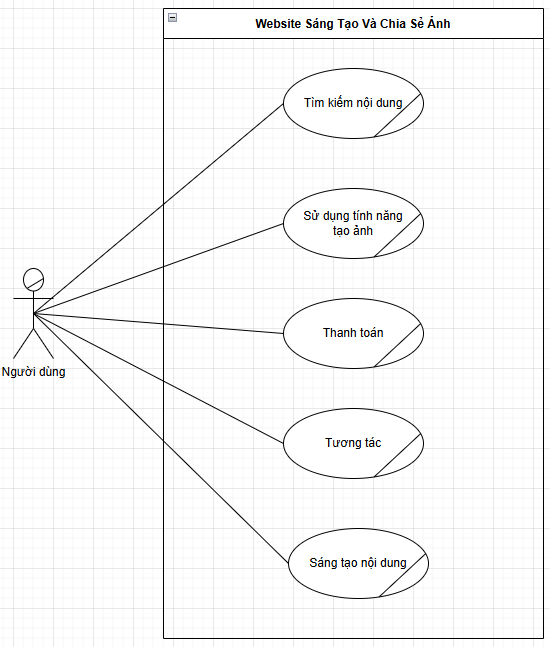 Website Sáng Tạo Và Chia Sẻ Ảnh
Tìm kiếm nội dung
Sử dụng tính năng
tạo ảnh
Thanh toán
Người dùng
Tương tác
Sáng tạo nội dung